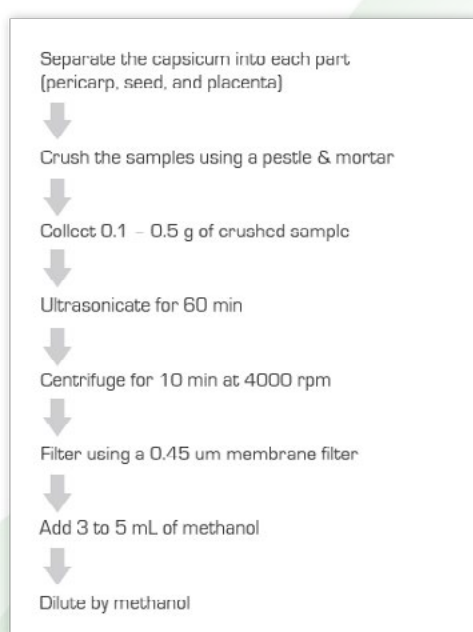 Separate the capsicum into each part
(pericarp, seed, and placenta)
Crush the samples using a pestle & mortar
Collect 0.1 – 0.5 g of crushed sample
Ultrasonicate for 60 min
Centrifuge for 10 min at 4000 rpm
Filter using a 0.45 um membrane filter
Add 3 to 5 mL of methanol
Dilute by methanol